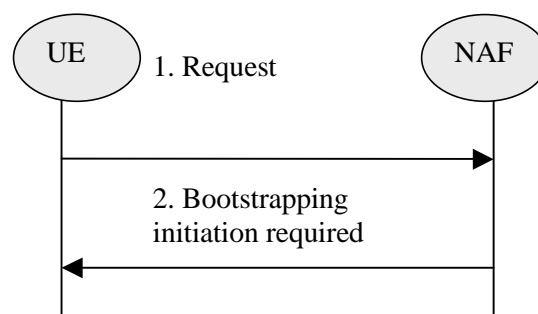 UE
NAF
1. Request
2. Bootstrapping
initiation required